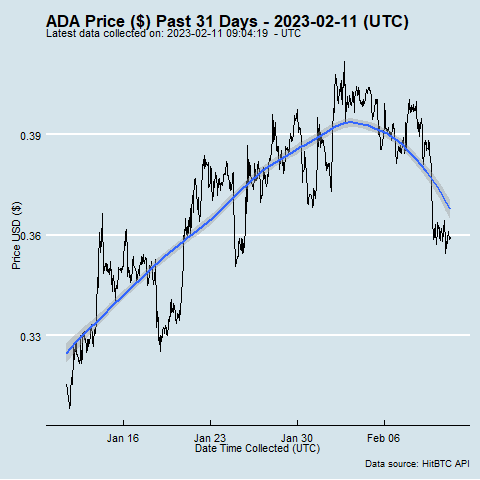 ADA Price ($) Past 31 Days - 2023-02-11 (UTC)
Latest data collected on: 2023-02-11 09:04:19  - UTC
0.39
0.36
0.33
Price USD ($)
Jan 16 Jan 23 Jan 30 Feb 06
Date Time Collected (UTC)
Data source: HitBTC API